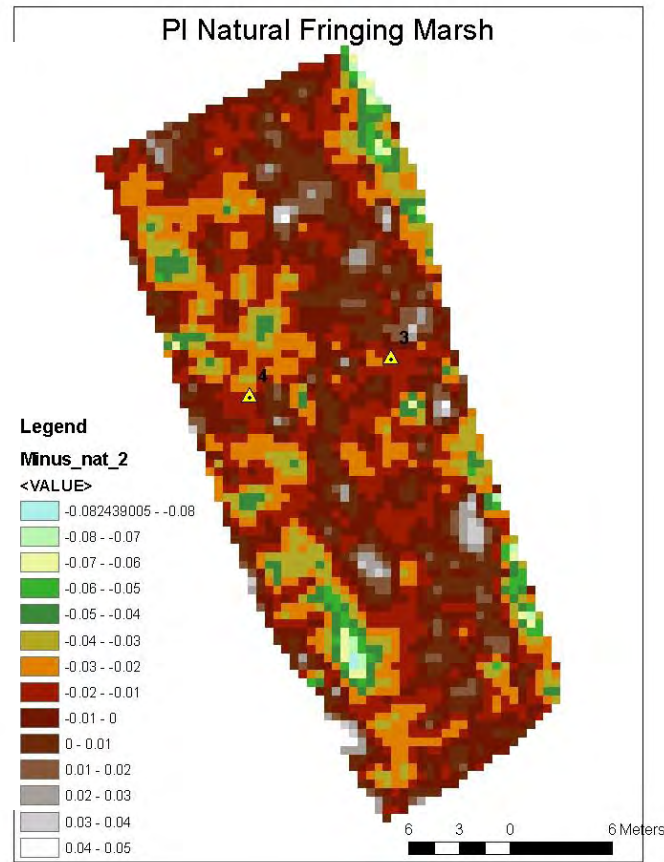 PI Natural Fringing Marsh
3
4
Legend
Minus_nat_2
<VALUE>
-0.082439005 - -0.08
-0.08 - -0.07
-0.07 - -0.06
-0.06 - -0.05
-0.05 - -0.04
-0.04 - -0.03
-0.03 - -0.02
-0.02 - -0.01
-0.01 - 0
0 - 0.01
0.01 - 0.02
0.02 - 0.03
0.03 - 0.04
0.04 - 0.05
6 3 0 6 Meters